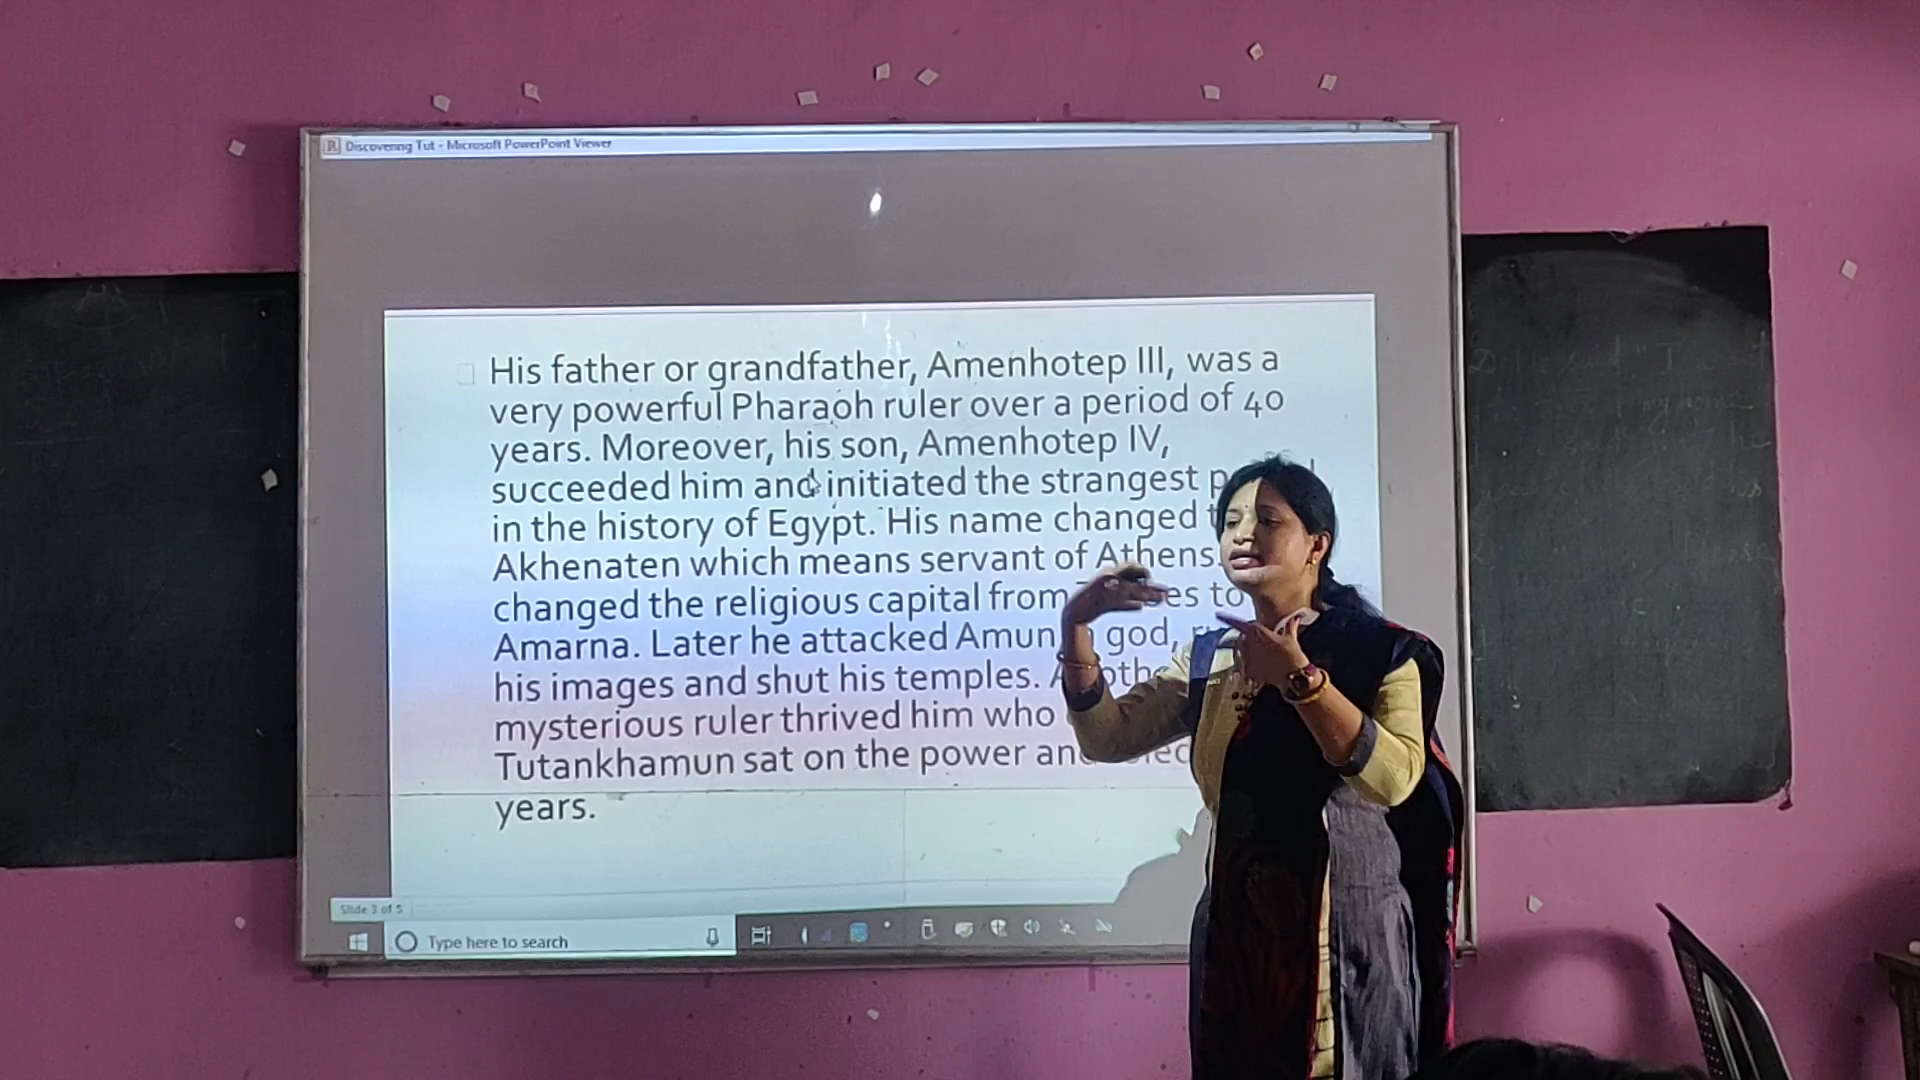 Discovering Tut - Microsoft PowerPoint Viewer
His father or grandfather, Amenhotep III, was a
very powerful Pharaoh ruler over a period of 40
years. Moreover, his son, Amenhotep IV,
succeeded him and initiated the strangest
in the history of Egypt. His name changed
Akhenaten which means servant of Athens.
changed the religious capital from to
Amarna. Later he attacked Amun, god,
his images and shut his temples.
mysterious ruler thrived him who
Tutankhamun sat on the power and
years.
Slide 3 of 5
Type here to search